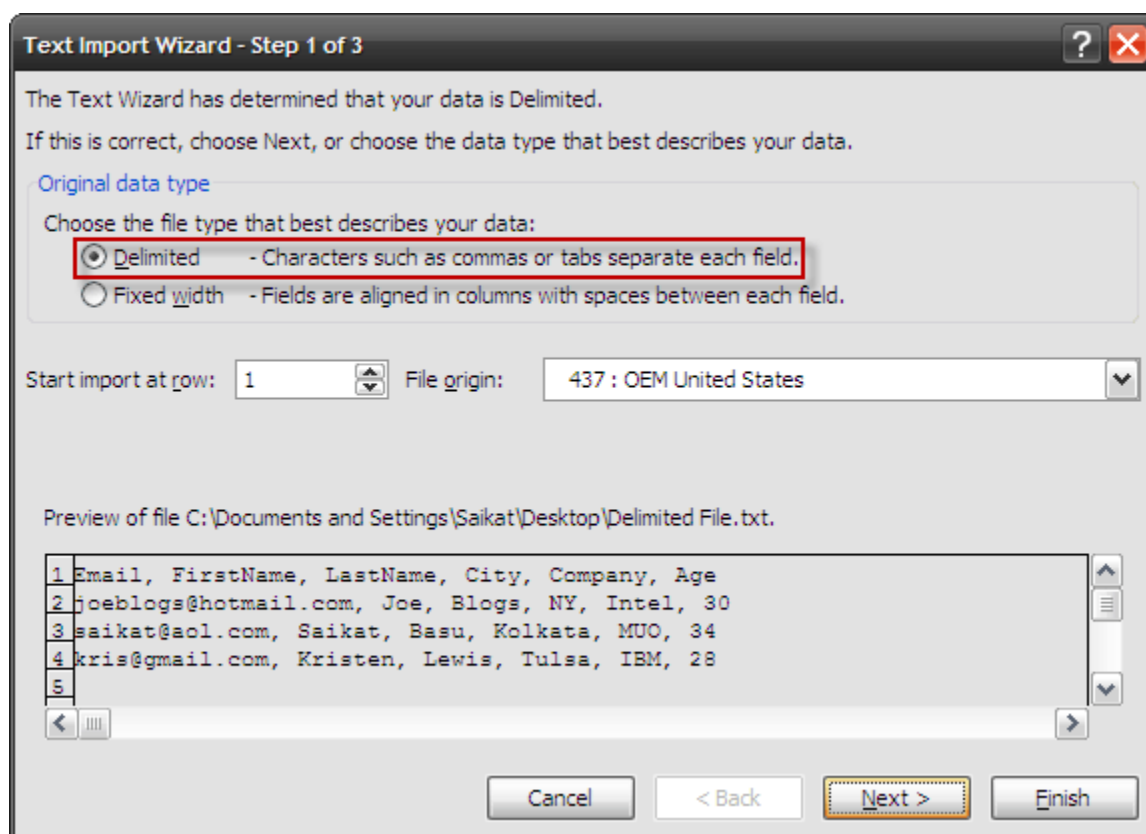 Text Import Wizard - Step 1 of 3
?
The Text Wizard has determined that your data is Delimited.
If this is correct, choose Next, or choose the data type that best describes your data.
Original data type
Choose the file type that best describes your data:
Delimited - Characters such as commas or tabs separate each field.
Fixed width - Fields are aligned in columns with spaces between each field.
Start import at row: 1 File origin: 437 : OEM United States
Preview of file C:\Documents and Settings\Saikat\Desktop\Delimited File.txt.
1 Email, FirstName, LastName, City, Company, Age
2 joeblogs@hotmail.com, Joe, Blogs, NY, Intel, 30
3 saikat@aol.com, Saikat, Basu, Kolkata, MUO, 34
4 kris@gmail.com, Kristen, Lewis, Tulsa, IBM, 28
5
Cancel < Back Next > Finish